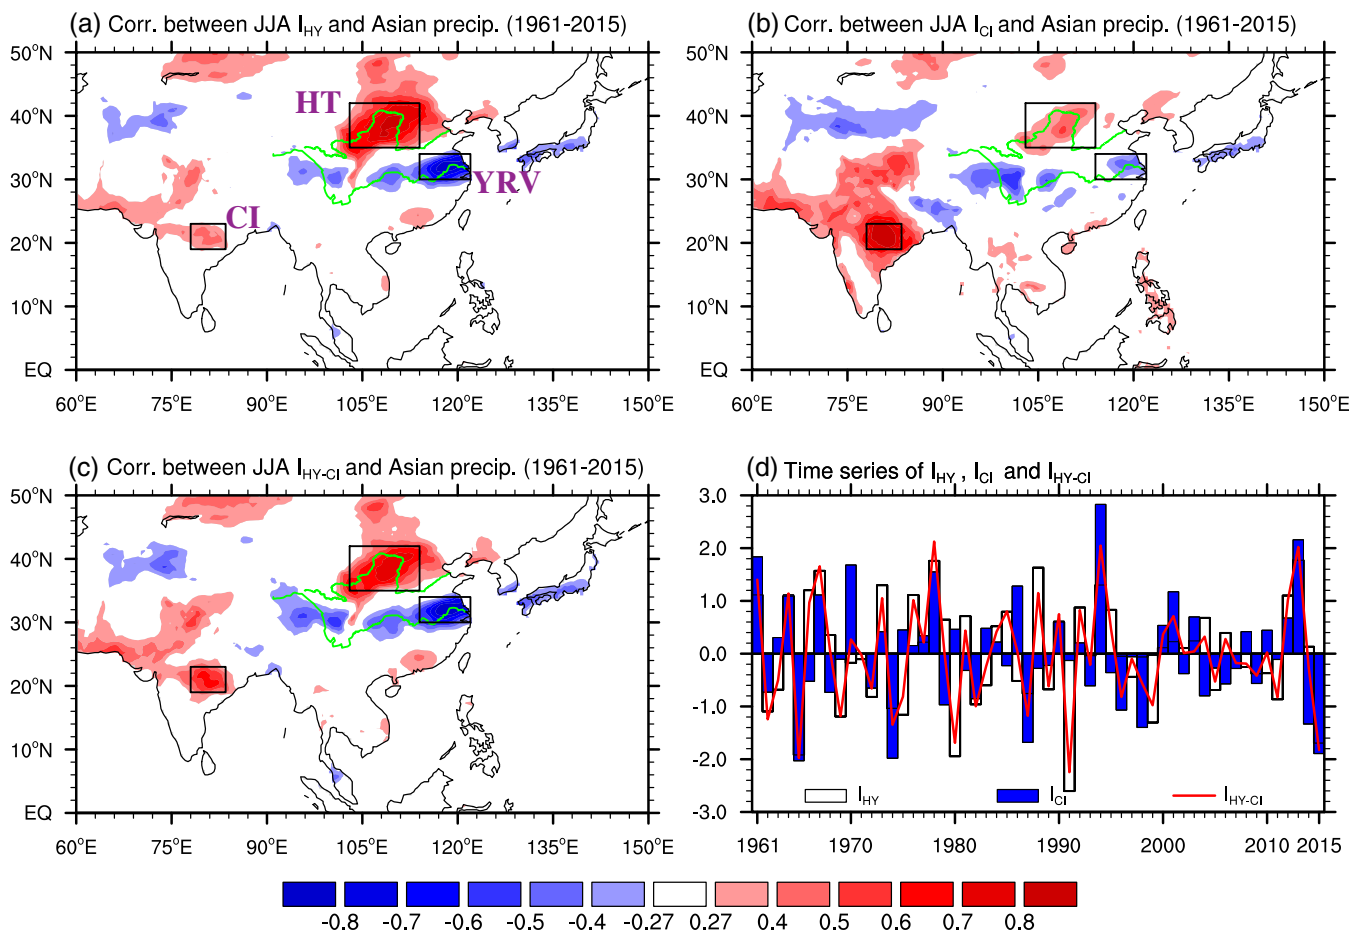 (a) Corr. between JJA I_HY and Asian precip. (1961-2015)
50°N
40°N
30°N
20°N
10°N
EQ
HT
YRV
CI
60°E 75°E 90°E 105°E 120°E 135°E 150°E
(b) Corr. between JJA I_CI and Asian precip. (1961-2015)
50°N
40°N
30°N
20°N
10°N
EQ
60°E 75°E 90°E 105°E 120°E 135°E 150°E
(c) Corr. between JJA I_HY-CI and Asian precip. (1961-2015)
50°N
40°N
30°N
20°N
10°N
EQ
60°E 75°E 90°E 105°E 120°E 135°E 150°E
(d) Time series of I_HY , I_CI and I_HY-CI
3.0
2.0
1.0
0.0
-1.0
-2.0
-3.0
I_HY I_CI I_HY-CI
1961 1970 1980 1990 2000 2010 2015
-0.8 -0.7 -0.6 -0.5 -0.4 -0.27 0.27 0.4 0.5 0.6 0.7 0.8